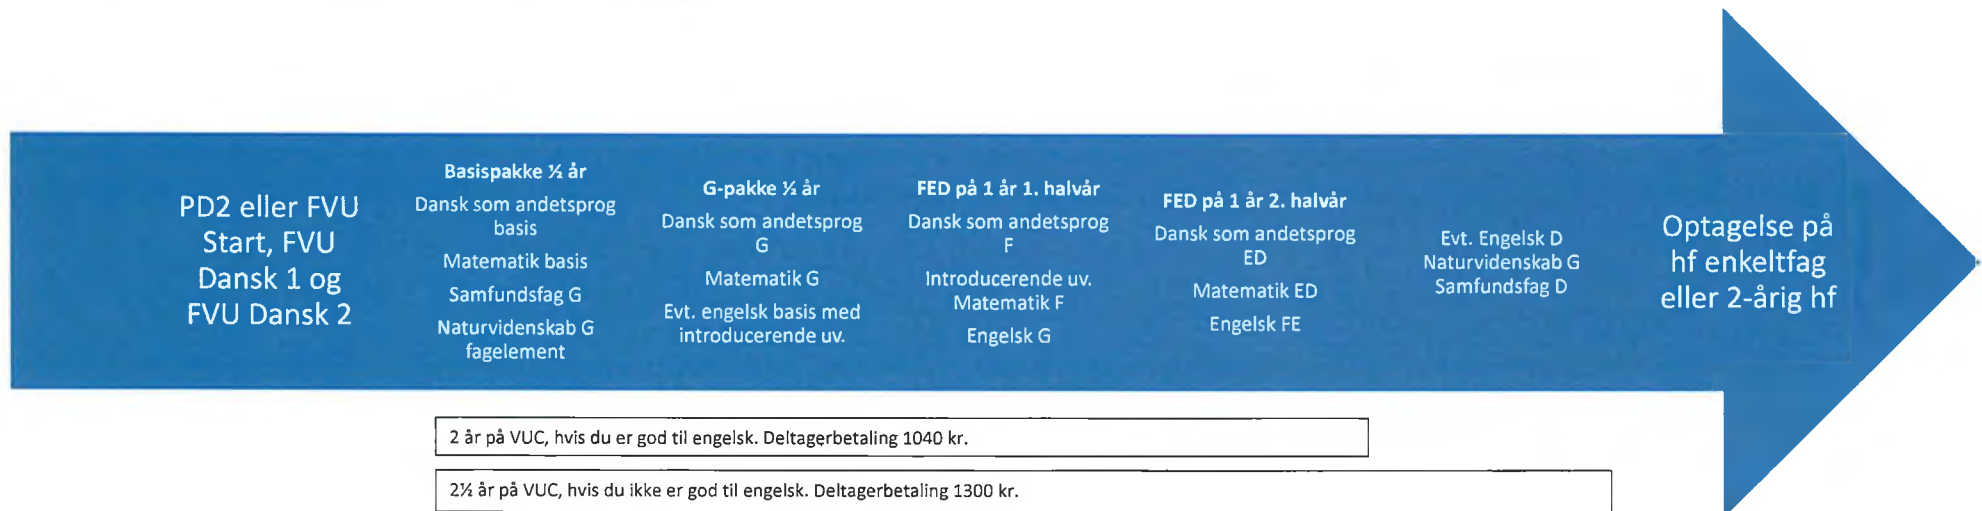 PD2 eller FVU
Start, FVU
Dansk 1 og
FVU Dansk 2
Basispakke ½ år
Dansk som andetsprog
basis
Matematik basis
Samfundsfag G
Naturvidenskab G
fagelement
G-pakke ½ år
Dansk som andetsprog
G
Matematik G
Evt. engelsk basis med
introducerende uv.
FED på 1 år 1. halvår
Dansk som andetsprog
F
Introducerende uv.
Matematik F
Engelsk G
FED på 1 år 2. halvår
Dansk som andetsprog
ED
Matematik ED
Engelsk FE
Evt. Engelsk D
Naturvidenskab G
Samfundsfag D
Optagelse på
hf enkeltfag
eller 2-årig hf
2 år på VUC, hvis du er god til engelsk. Deltagerbetaling 1040 kr.
2½ år på VUC, hvis du ikke er god til engelsk. Deltagerbetaling 1300 kr.